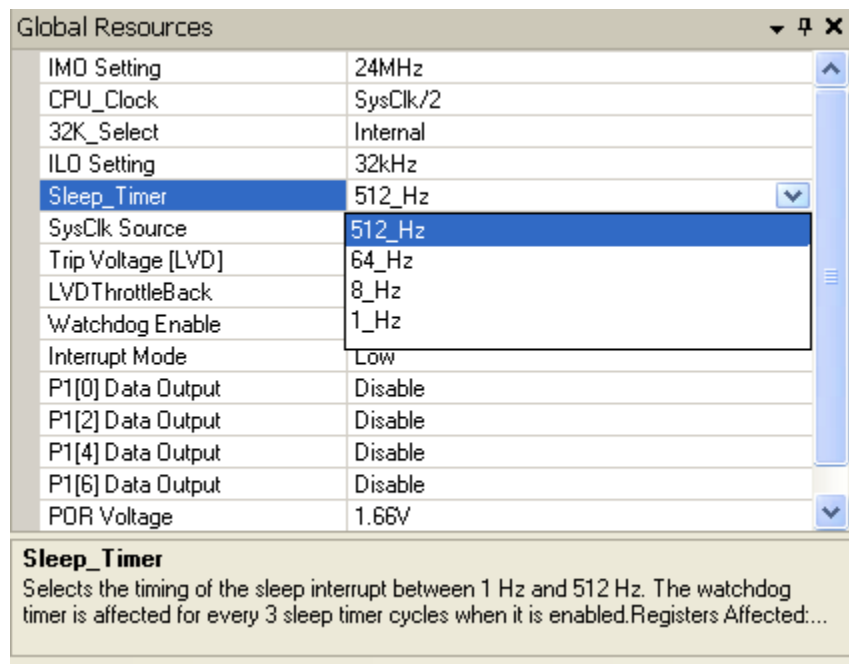 Global Resources
IMO Setting 24MHz
CPU_Clock SysClk/2
32K_Select Internal
ILO Setting 32kHz
Sleep_Timer 512_Hz
SysClk Source 512_Hz
Trip Voltage [LVD] 64_Hz
LVDThrottleBack 8_Hz
Watchdog Enable 1_Hz
Interrupt Mode Low
P1[0] Data Output Disable
P1[2] Data Output Disable
P1[4] Data Output Disable
P1[6] Data Output Disable
POR Voltage 1.66V
Sleep_Timer
Selects the timing of the sleep interrupt between 1 Hz and 512 Hz. The watchdog
timer is affected for every 3 sleep timer cycles when it is enabled.Registers Affected:...